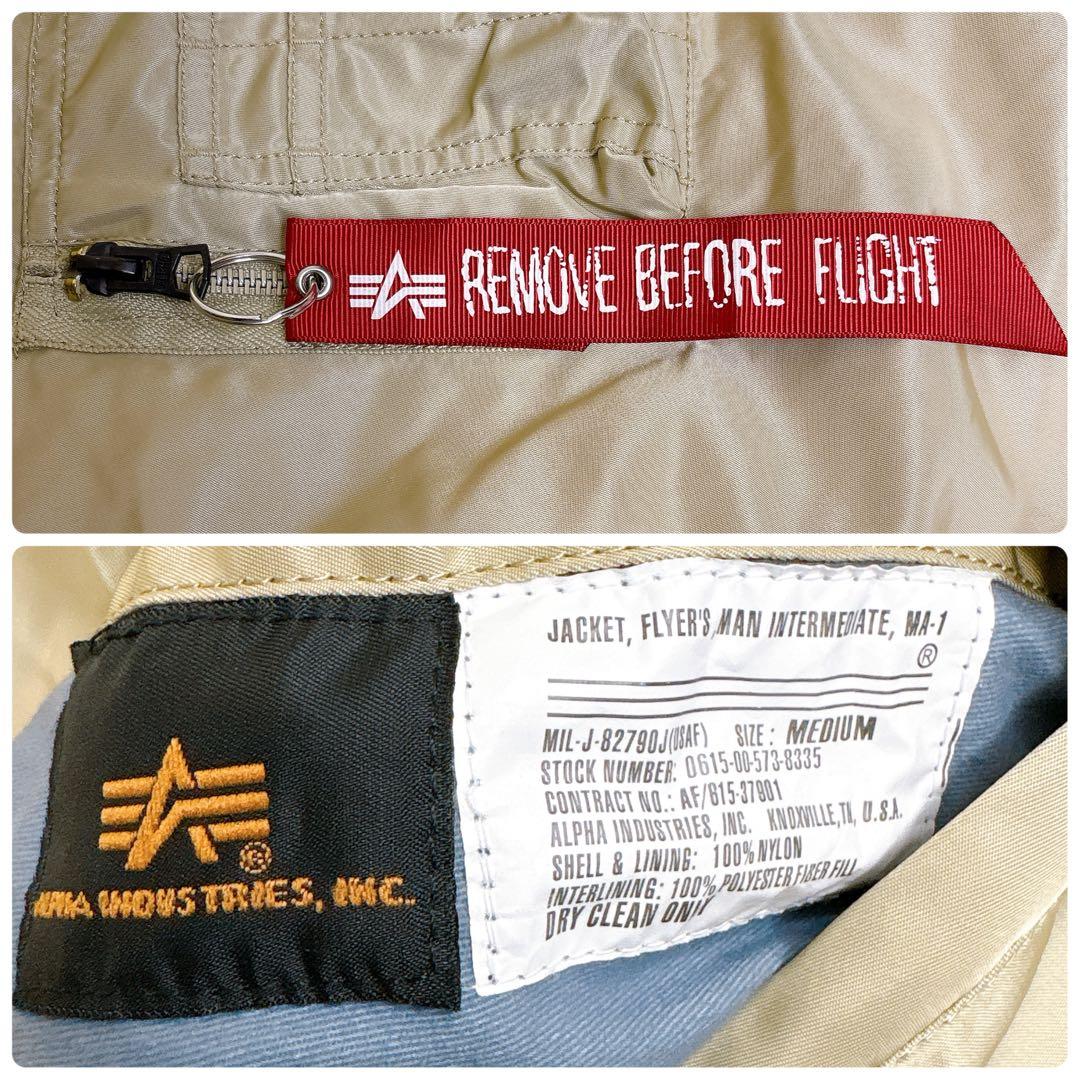 REMOVE BEFORE FLIGHT
ALPHA INDUSTRIES, INC.
JACKET, FLYER'S MAN INTERMEDIATE, MA-1
®
MIL-J-82790J(USAF) SIZE: MEDIUM
STOCK NUMBER: 0615-00-573-8335
CONTRACT NO.: AF/615-37901
ALPHA INDUSTRIES, INC. KNOXVILLE, TN, U.S.A.
SHELL & LINING: 100% NYLON
INTERLINING: 100% POLYESTER FIBER FILL
DRY CLEAN ONLY